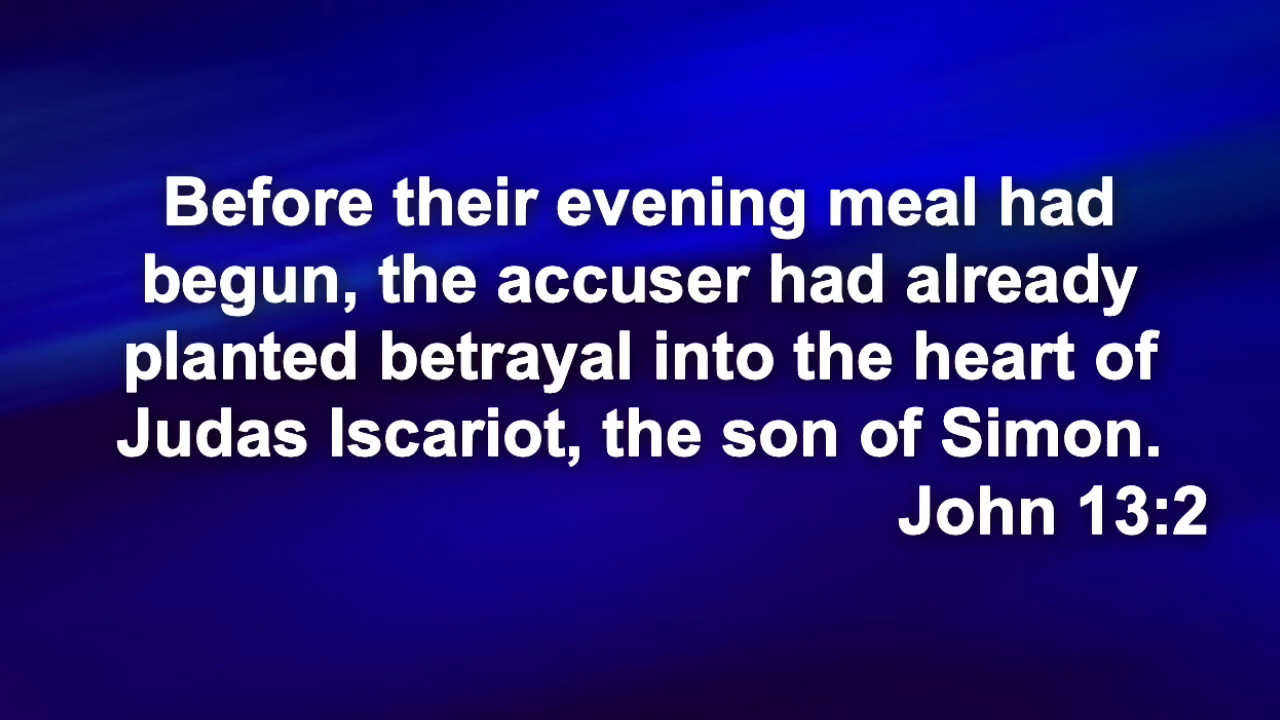 Before their evening meal had
begun, the accuser had already
planted betrayal into the heart of
Judas Iscariot, the son of Simon.
John 13:2